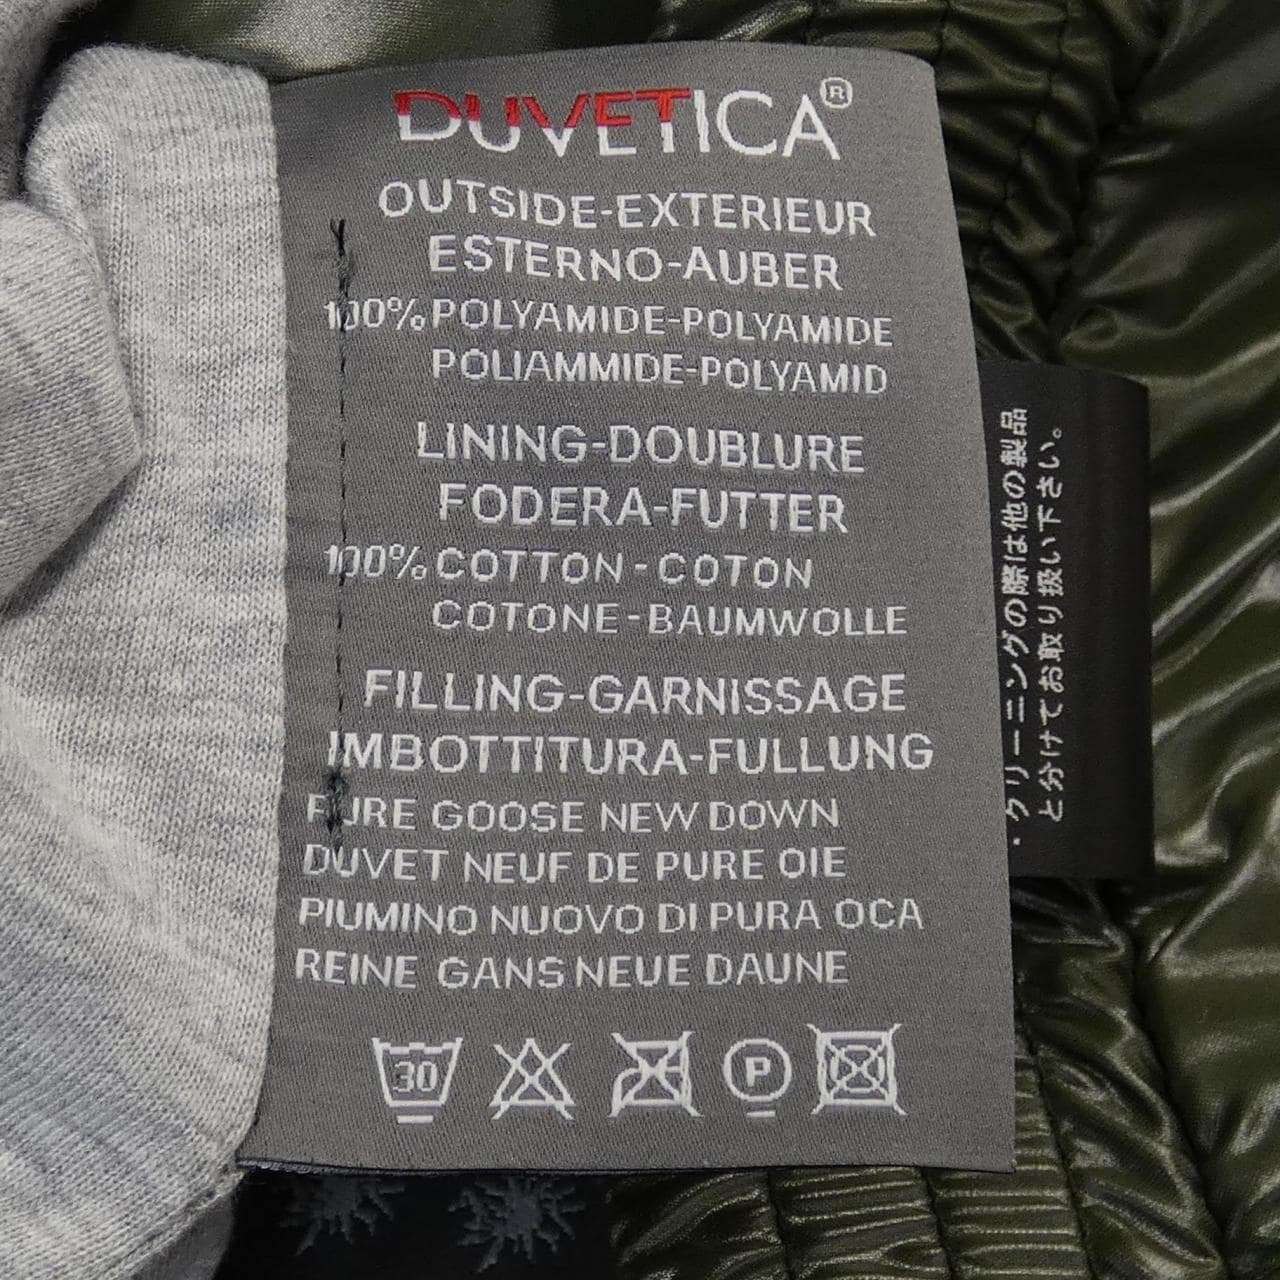 DUVETICA®
OUTSIDE-EXTERIEUR
ESTERNO-AUBER
100% POLYAMIDE-POLYAMIDE
POLIAMMIDE-POLYAMID
LINING-DOUBLURE
FODERA-FUTTER
100% COTTON-COTON
COTONE-BAUMWOLLE
FILLING-GARNISSAGE
IMBOTTITURA-FULLUNG
PURE GOOSE NEW DOWN
DUVET NEUF DE PURE OIE
PIUMINO NUOVO DI PURA OCA
REINE GANS NEUE DAUNE
30 P
・クリーニングの際は他の製品
と分けてお取り扱い下さい。